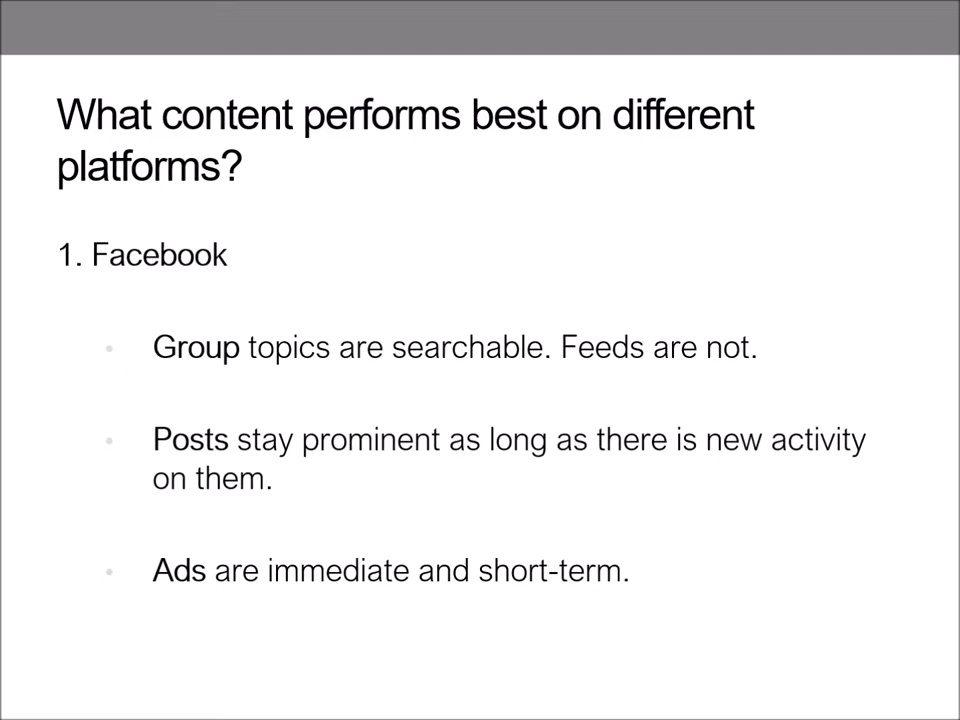 What content performs best on different
platforms?
1. Facebook
• Group topics are searchable. Feeds are not.
• Posts stay prominent as long as there is new activity
on them.
• Ads are immediate and short-term.